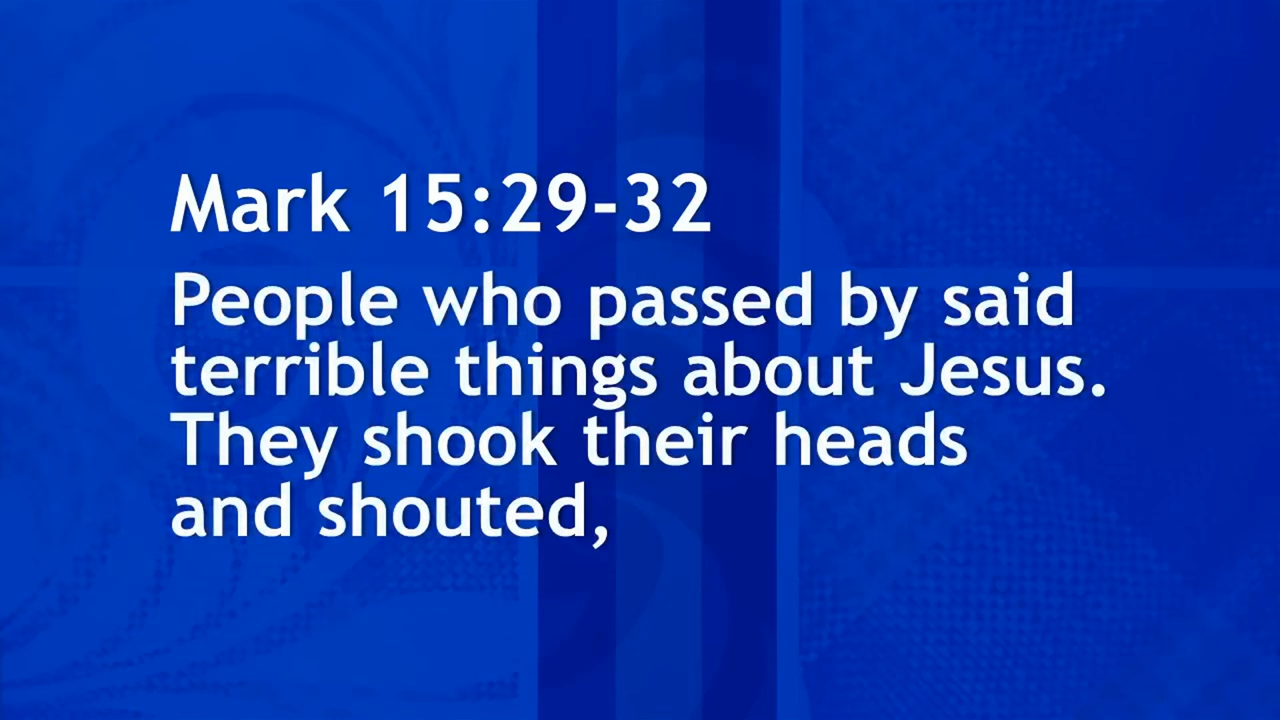 Mark 15:29-32
People who passed by said
terrible things about Jesus.
They shook their heads
and shouted,